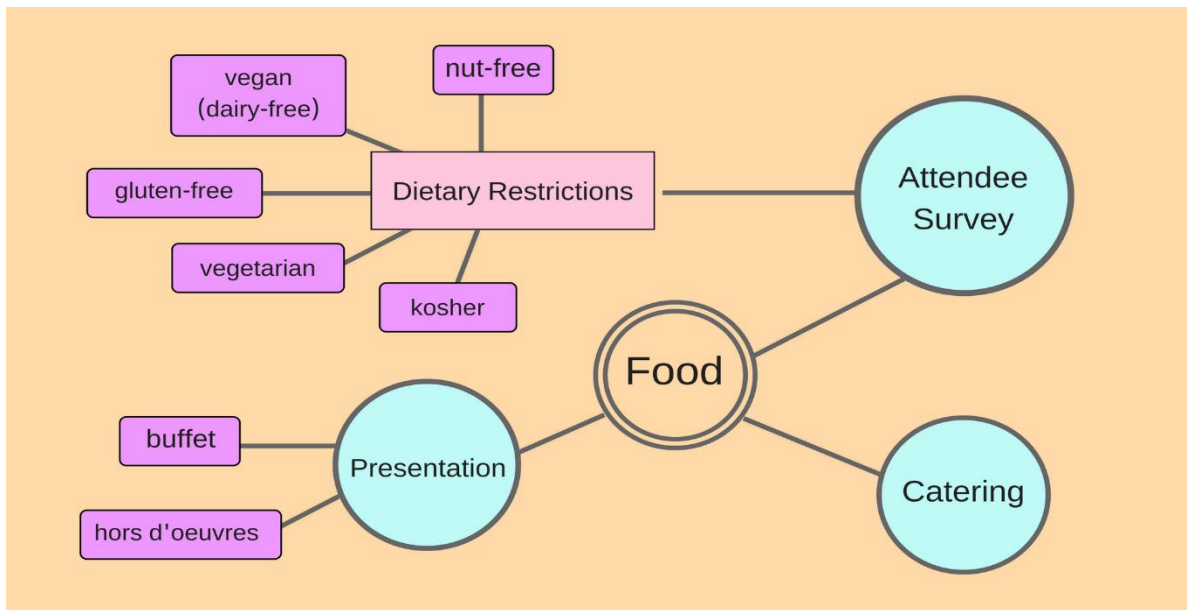 vegan
(dairy-free)
nut-free
gluten-free
Dietary Restrictions
Attendee
Survey
vegetarian
kosher
Food
buffet
Presentation
Catering
hors d'oeuvres